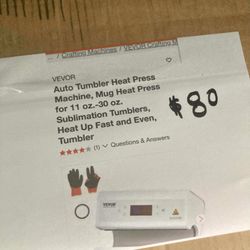 ... / Crafting Machines / VEVOR Crafting M
VEVOR
Auto Tumbler Heat Press
Machine, Mug Heat Press
for 11 oz.-30 oz.
Sublimation Tumblers,
Heat Up Fast and Even,
Tumbler
(1) Questions & Answers
$80
VEVOR